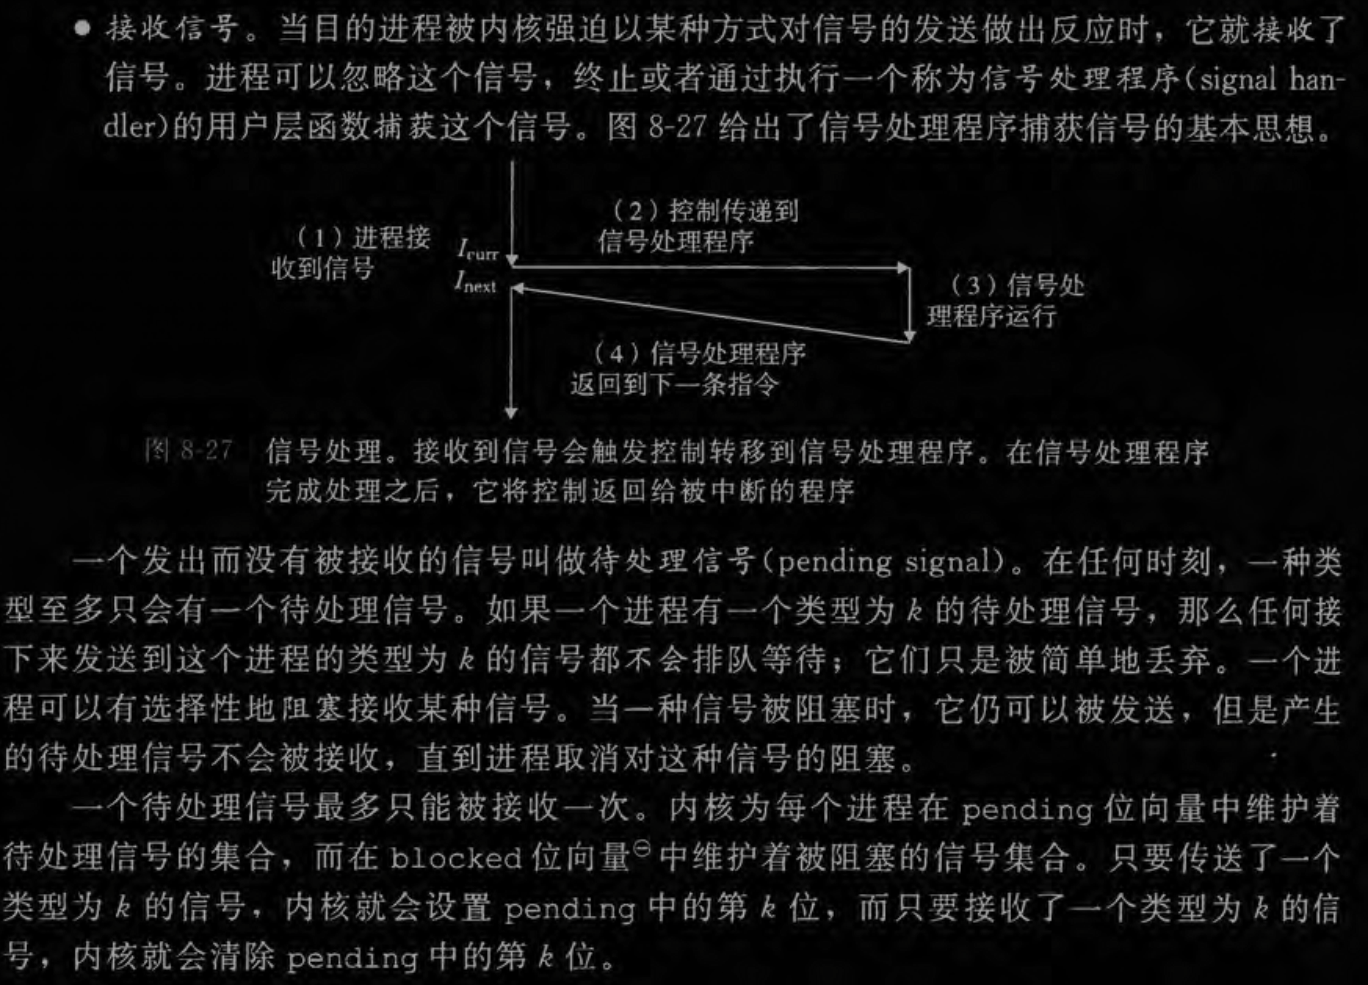 ● 接收信号。当目的进程被内核强迫以某种方式对信号的发送做出反应时，它就接收了
信号。进程可以忽略这个信号，终止或者通过执行一个称为信号处理程序(signal han-
dler)的用户层函数捕获这个信号。图 8-27 给出了信号处理程序捕获信号的基本思想。
（2）控制传递到
信号处理程序
（1）进程接
收到信号
Icurr
Inext
（3）信号处
理程序运行
（4）信号处理程序
返回到下一条指令
图 8-27 信号处理。接收到信号会触发控制转移到信号处理程序。在信号处理程序
完成处理之后，它将控制返回给被中断的程序
一个发出而没有被接收的信号叫做待处理信号(pending signal)。在任何时刻，一种类
型至多只会有一个待处理信号。如果一个进程有一个类型为 k 的待处理信号，那么任何接
下来发送到这个进程的类型为 k 的信号都不会排队等待；它们只是被简单地丢弃。一个进
程可以有选择性地阻塞接收某种信号。当一种信号被阻塞时，它仍可以被发送，但是产生
的待处理信号不会被接收，直到进程取消对这种信号的阻塞。
一个待处理信号最多只能被接收一次。内核为每个进程在 pending 位向量中维护着
待处理信号的集合，而在 blocked 位向量㊀中维护着被阻塞的信号集合。只要传送了一个
类型为 k 的信号，内核就会设置 pending 中的第 k 位，而只要接收了一个类型为 k 的信
号，内核就会清除 pending 中的第 k 位。